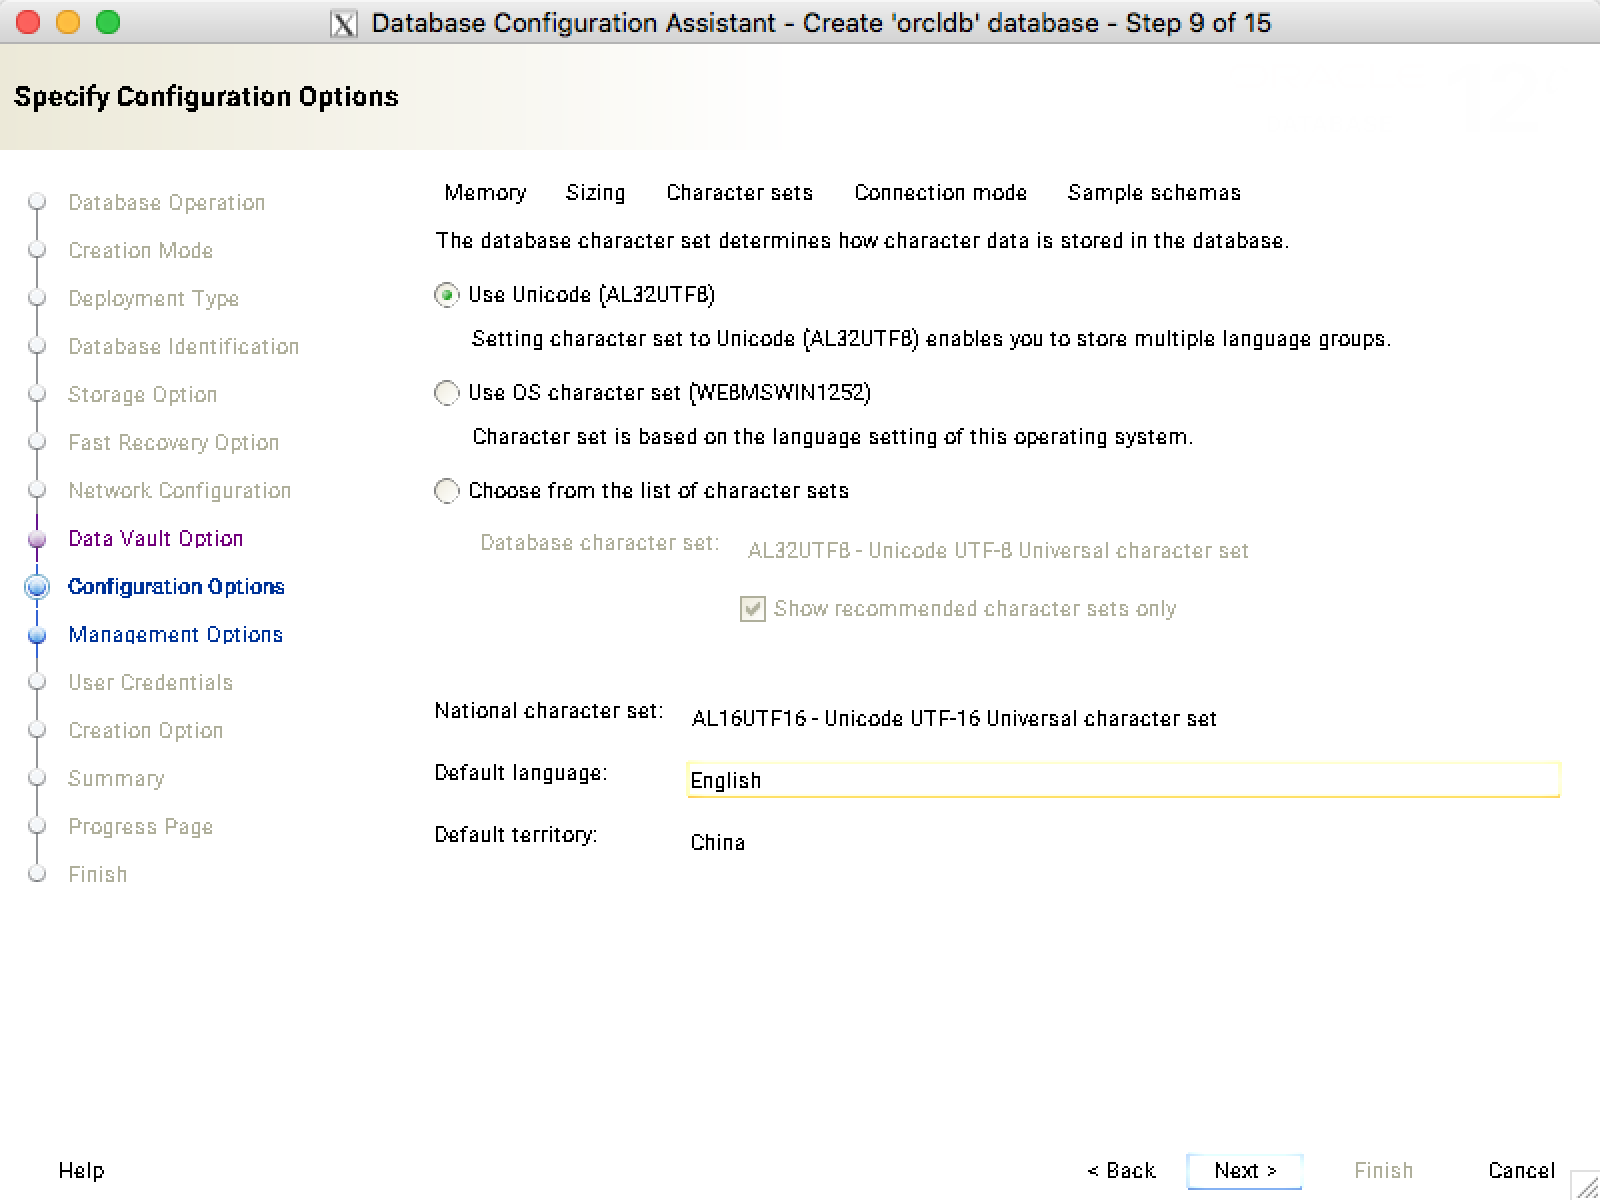 Database Configuration Assistant - Create 'orcldb' database - Step 9 of 15
Specify Configuration Options
Database Operation
Creation Mode
Deployment Type
Database Identification
Storage Option
Fast Recovery Option
Network Configuration
Data Vault Option
Configuration Options
Management Options
User Credentials
Creation Option
Summary
Progress Page
Finish
Memory Sizing Character sets Connection mode Sample schemas
The database character set determines how character data is stored in the database.
Use Unicode (AL32UTF8)
Setting character set to Unicode (AL32UTF8) enables you to store multiple language groups.
Use OS character set (WE8MSWIN1252)
Character set is based on the language setting of this operating system.
Choose from the list of character sets
Database character set: AL32UTF8 - Unicode UTF-8 Universal character set
Show recommended character sets only
National character set: AL16UTF16 - Unicode UTF-16 Universal character set
Default language: English
Default territory: China
Help < Back Next > Finish Cancel